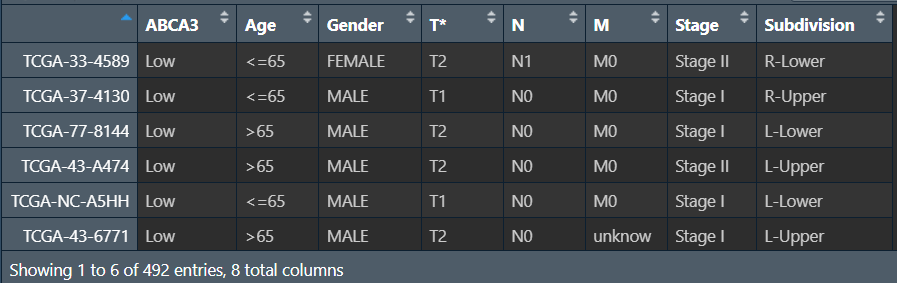 ABCA3 Age Gender T* N M Stage Subdivision
TCGA-33-4589 Low <=65 FEMALE T2 N1 M0 Stage II R-Lower
TCGA-37-4130 Low <=65 MALE T1 N0 M0 Stage I R-Upper
TCGA-77-8144 Low >65 MALE T2 N0 M0 Stage I L-Lower
TCGA-43-A474 Low >65 MALE T2 N0 M0 Stage II L-Upper
TCGA-NC-A5HH Low <=65 MALE T1 N0 M0 Stage I L-Lower
TCGA-43-6771 Low >65 MALE T2 N0 unknow Stage I L-Upper
Showing 1 to 6 of 492 entries, 8 total columns